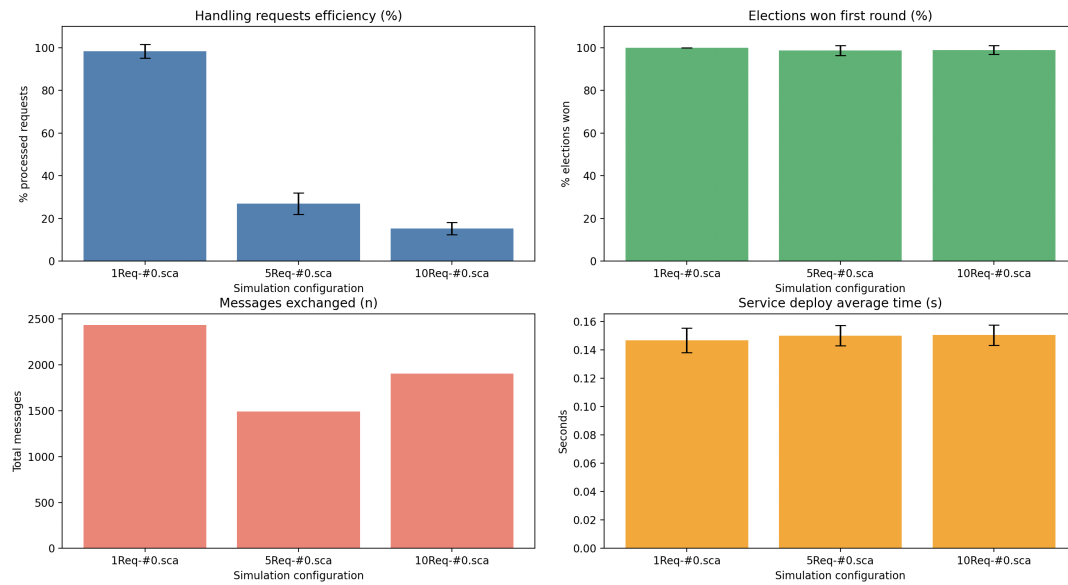 Handling requests efficiency (%)
100
80
60
40
20
0
% processed requests
1Req-#0.sca 5Req-#0.sca 10Req-#0.sca
Simulation configuration
Elections won first round (%)
100
80
60
40
20
0
% elections won
1Req-#0.sca 5Req-#0.sca 10Req-#0.sca
Simulation configuration
Messages exchanged (n)
2500
2000
1500
1000
500
0
Total messages
1Req-#0.sca 5Req-#0.sca 10Req-#0.sca
Simulation configuration
Service deploy average time (s)
0.16
0.14
0.12
0.10
0.08
0.06
0.04
0.02
0.00
Seconds
1Req-#0.sca 5Req-#0.sca 10Req-#0.sca
Simulation configuration